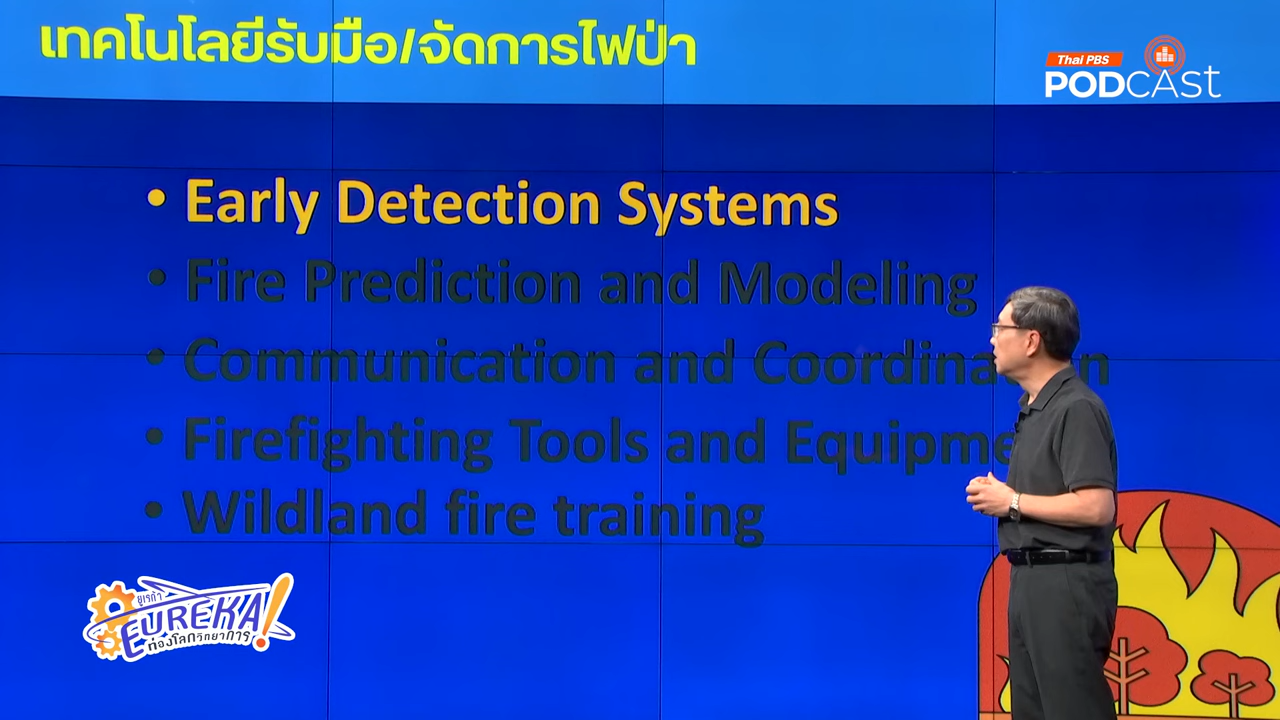 เทคโนโลยีรับมือ/จัดการไฟป่า
Thai PBS
PODCAST
• Early Detection Systems
• Fire Prediction and Modeling
• Communication and Coordina
n
• Firefighting Tools and Equipme
• Wildland fire training
ยูเรก้า
EUREKA!
ท่องโลกวิทยาการ